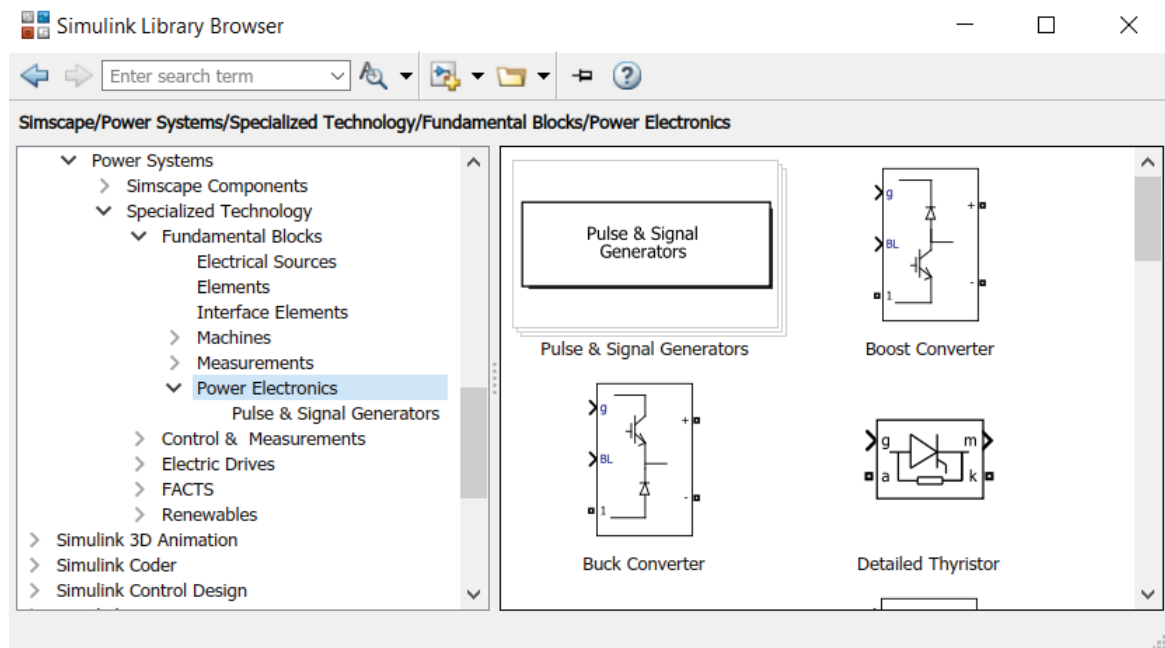 Simulink Library Browser
Enter search term
Simscape/Power Systems/Specialized Technology/Fundamental Blocks/Power Electronics
Power Systems
Simscape Components
Specialized Technology
Fundamental Blocks
Electrical Sources
Elements
Interface Elements
Machines
Measurements
Power Electronics
Pulse & Signal Generators
Control & Measurements
Electric Drives
FACTS
Renewables
Simulink 3D Animation
Simulink Coder
Simulink Control Design
Pulse & Signal
Generators
Pulse & Signal Generators
g
+
BL
-
1
Boost Converter
g
+
BL
-
1
Buck Converter
g m
a k
Detailed Thyristor